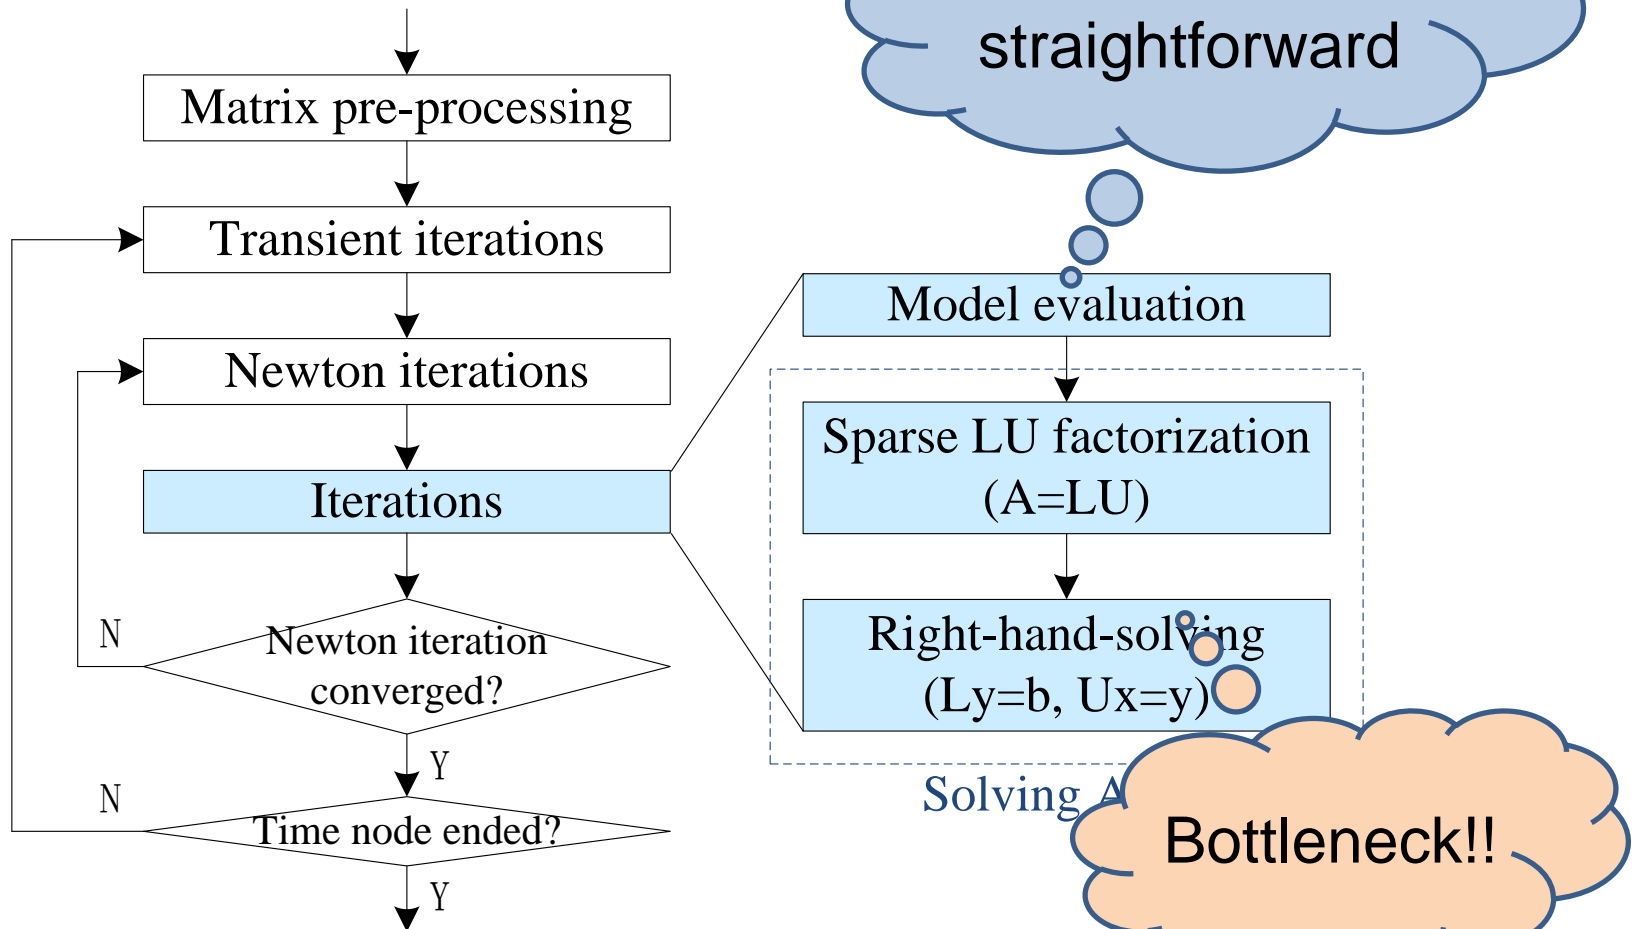 straightforward
Matrix pre-processing
Transient iterations
Newton iterations
Iterations
Newton iteration
converged?
N
Y
Time node ended?
N
Y
Model evaluation
Sparse LU factorization
(A=LU)
Right-hand-solving
(Ly=b, Ux=y)
Solving
Bottleneck!!